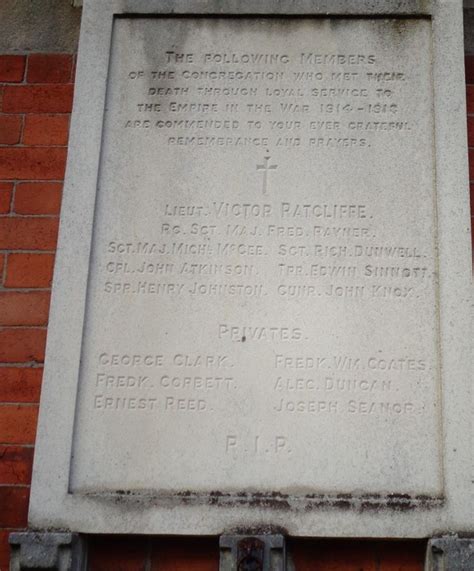 The following Members
of the Congregation who met their
death through loyal service to
the Empire in the War 1914-1918
are commended to your ever grateful
remembrance and prayers.
Lieut. Victor Ratcliffe.
Rg. Sgt. Maj. Fred. Rayner.
Sgt. Maj. Mich. McGee. Sgt. Rich. Dunwell.
Cpl. John Atkinson. Tpr. Edwin Sinnott.
Spr. Henry Johnston. Gunr. John Knox.
Privates.
George Clark. Fredk. Wm. Coates.
Fredk. Corbett. Alec. Duncan.
Ernest Reed. Joseph Seanor.
R.I.P.